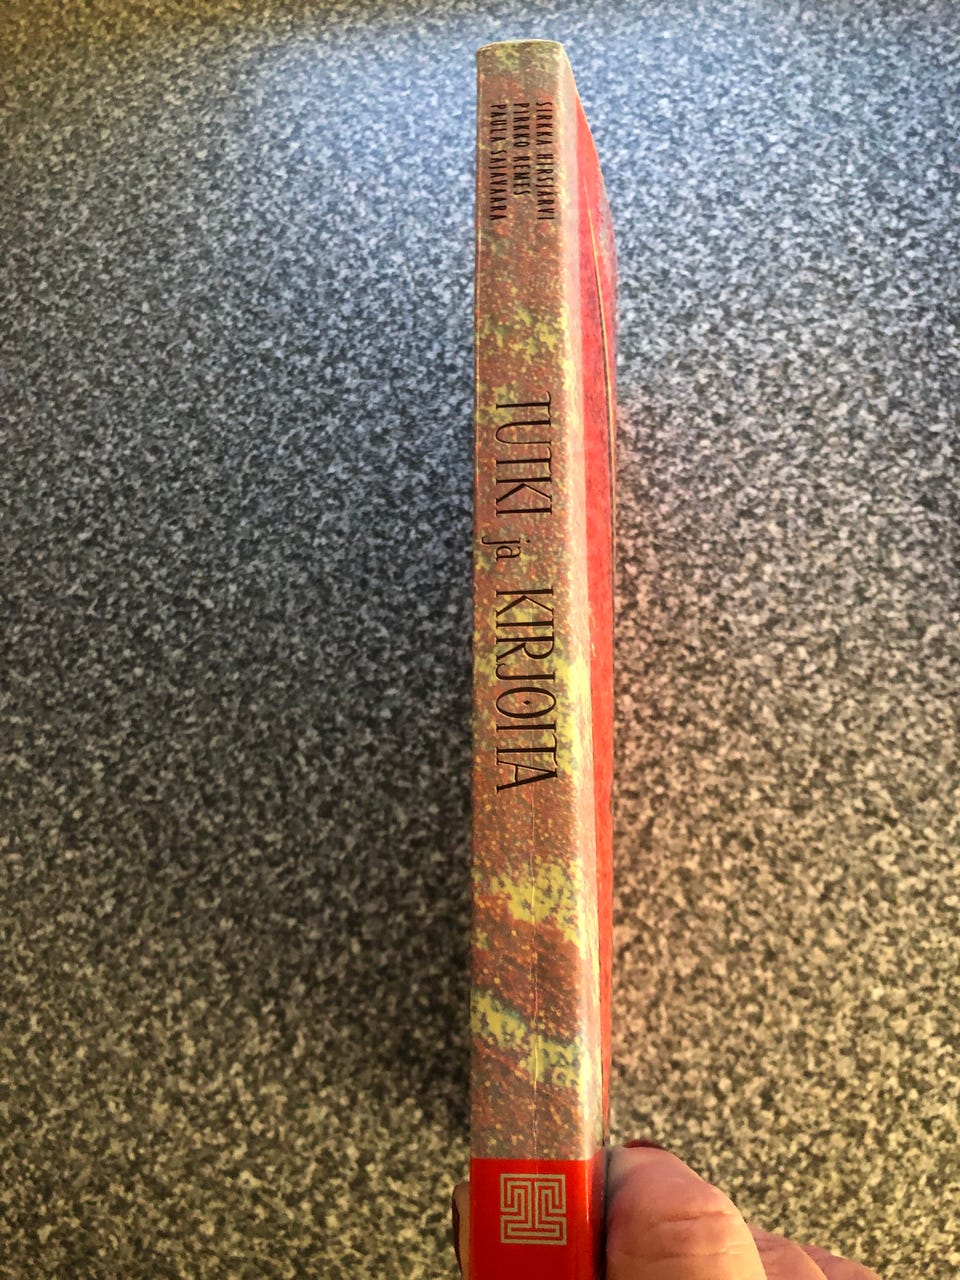 SIRKKA HIRSJÄRVI
PIRKKO REMES
PAULA SAJAVAARA
TUTKI ja KIRJOITA